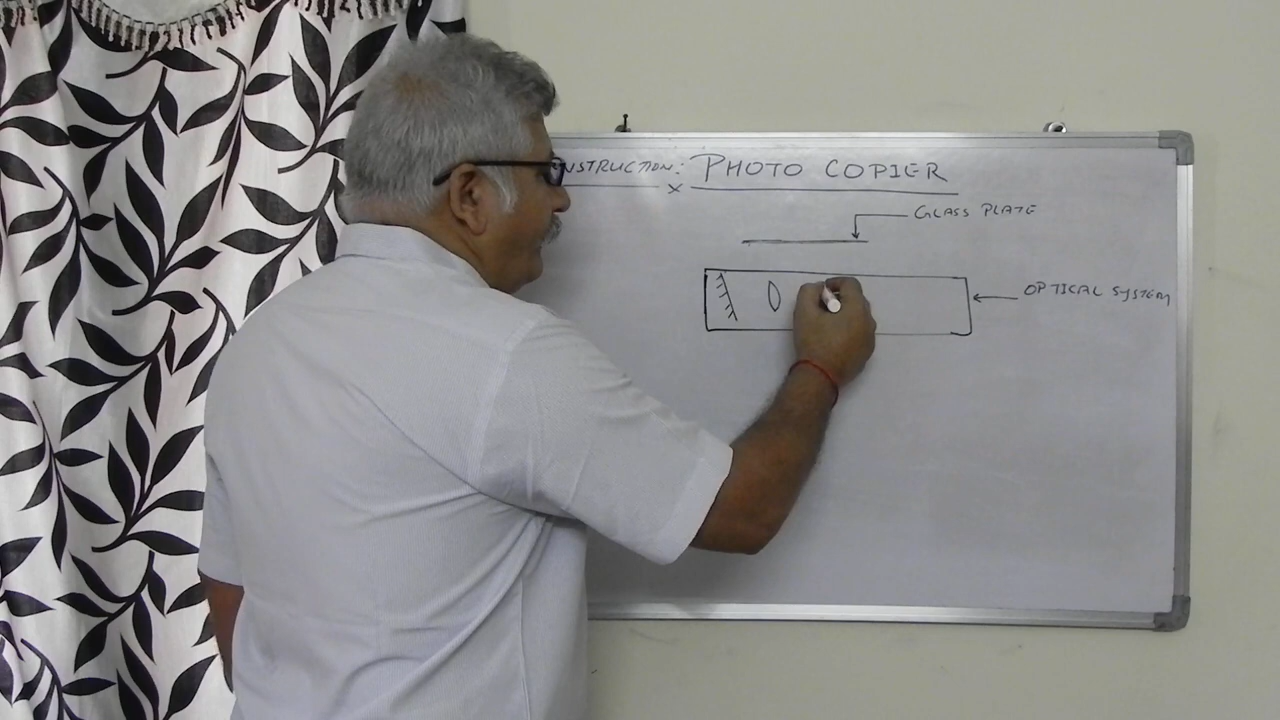 NSTRUCTION: PHOTO COPIER
x
GLASS PLATE
OPTICAL SYSTEM